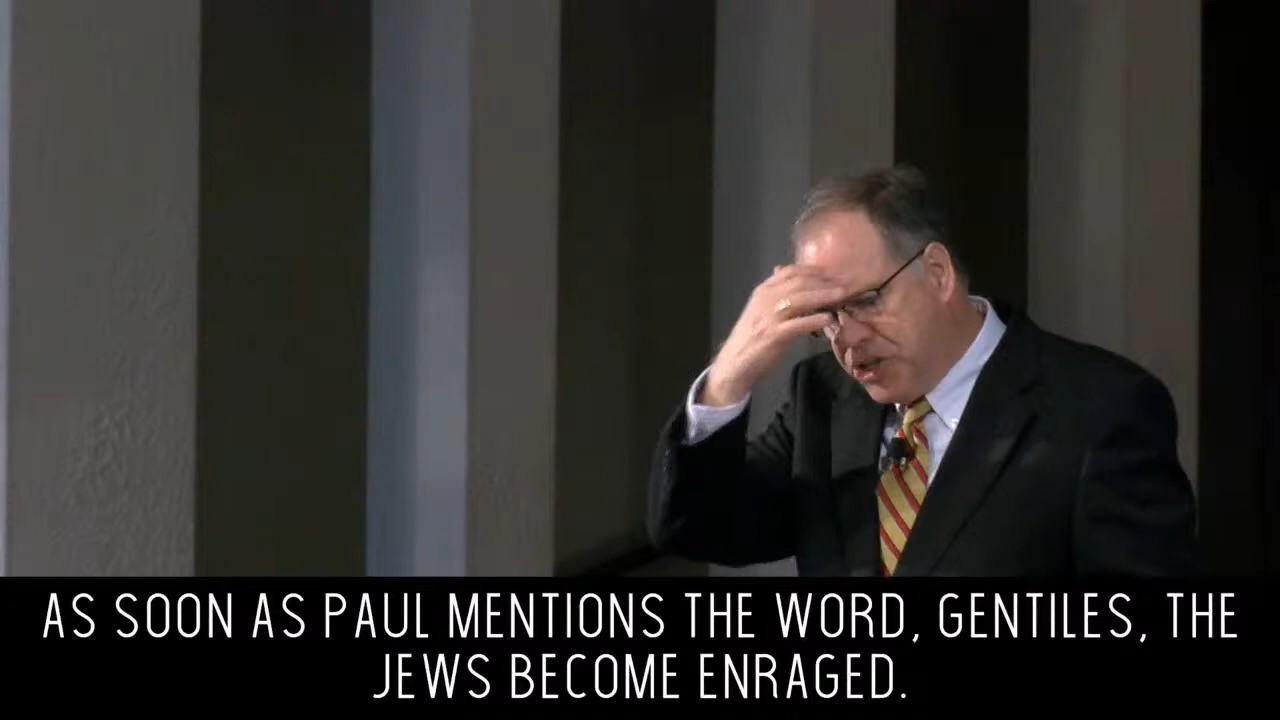 AS SOON AS PAUL MENTIONS THE WORD, GENTILES, THE
JEWS BECOME ENRAGED.